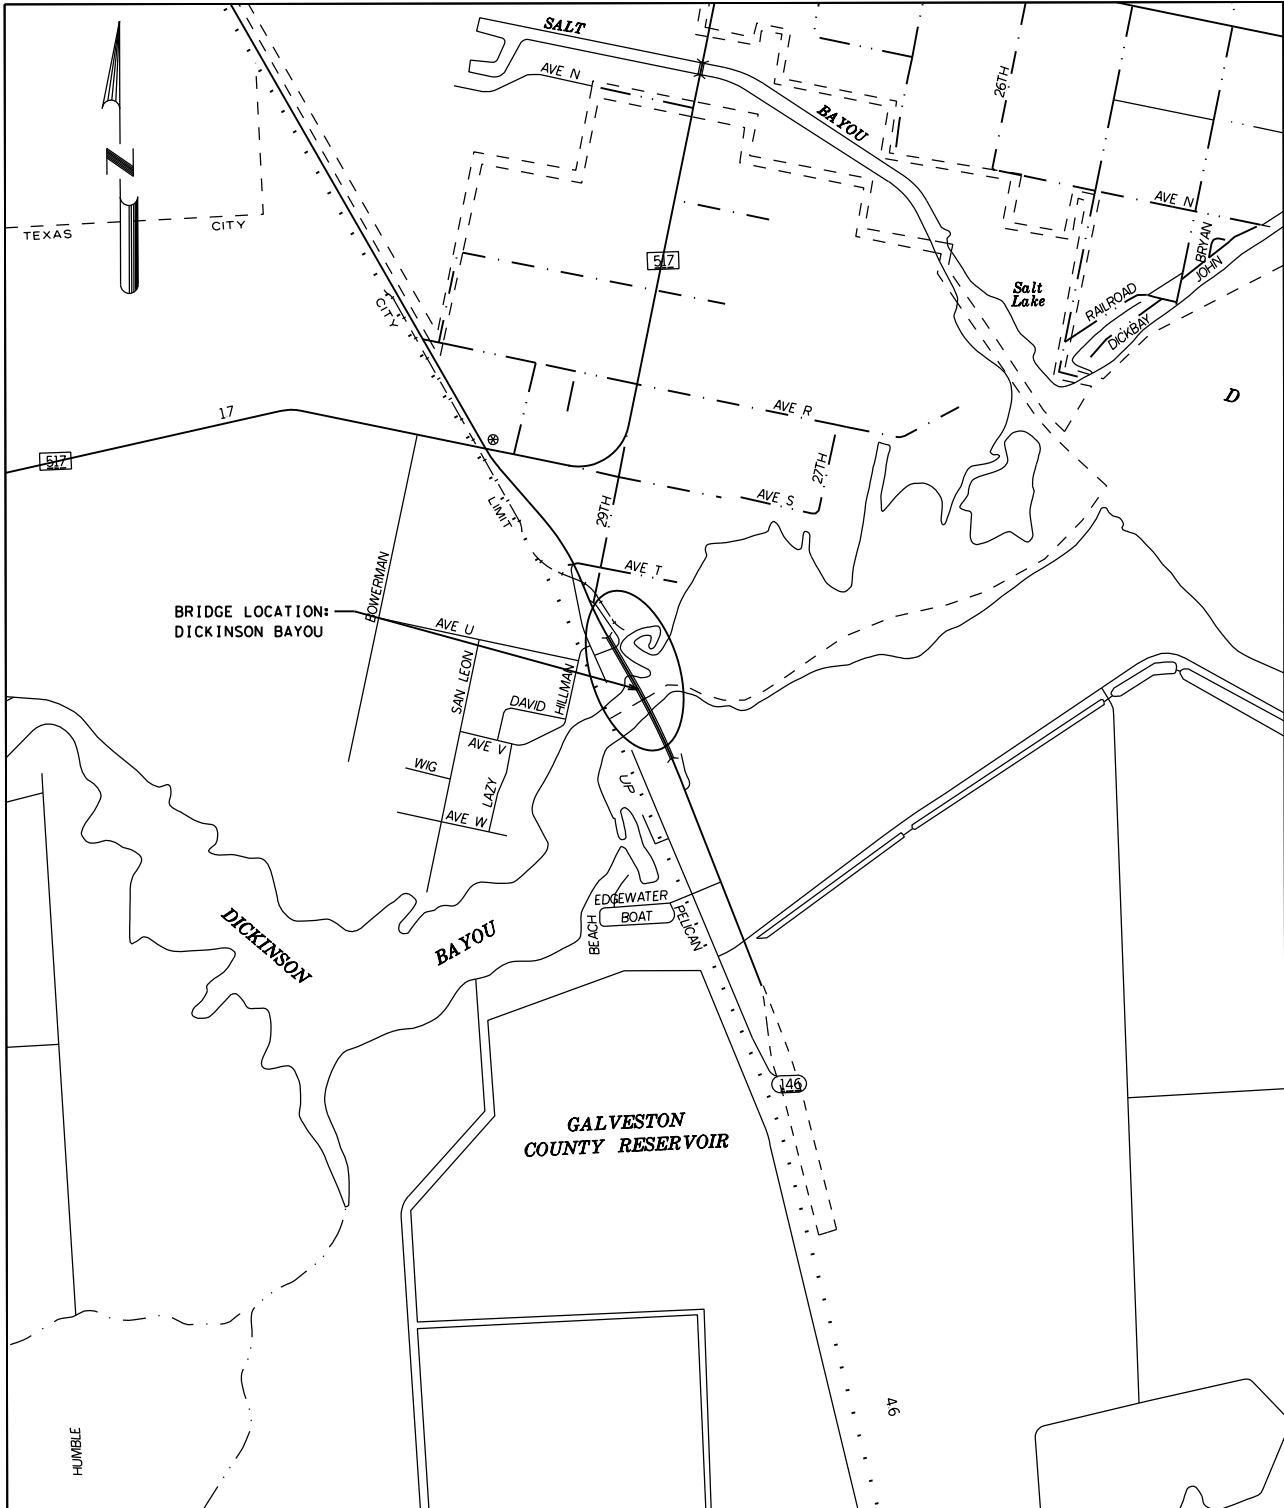 SALT
AVE N
26TH
BAYOU
AVE N
TEXAS
CITY
N
BRYAN
JOHN
517
Salt
Lake
RAILROAD
DICKBAY
CITY
D
AVE R
17
517
27TH
AVE S
LIMIT
29TH
AVE T
BOWERMAN
BRIDGE LOCATION:
DICKINSON BAYOU
AVE U
SAN LEON
HILLMAN
DAVID
AVE V
WIG
LAZY
UP
AVE W
EDGEWATER
BOAT
PELICAN
BEACH
DICKINSON
BAYOU
146
GALVESTON
COUNTY RESERVOIR
46
HUMBLE